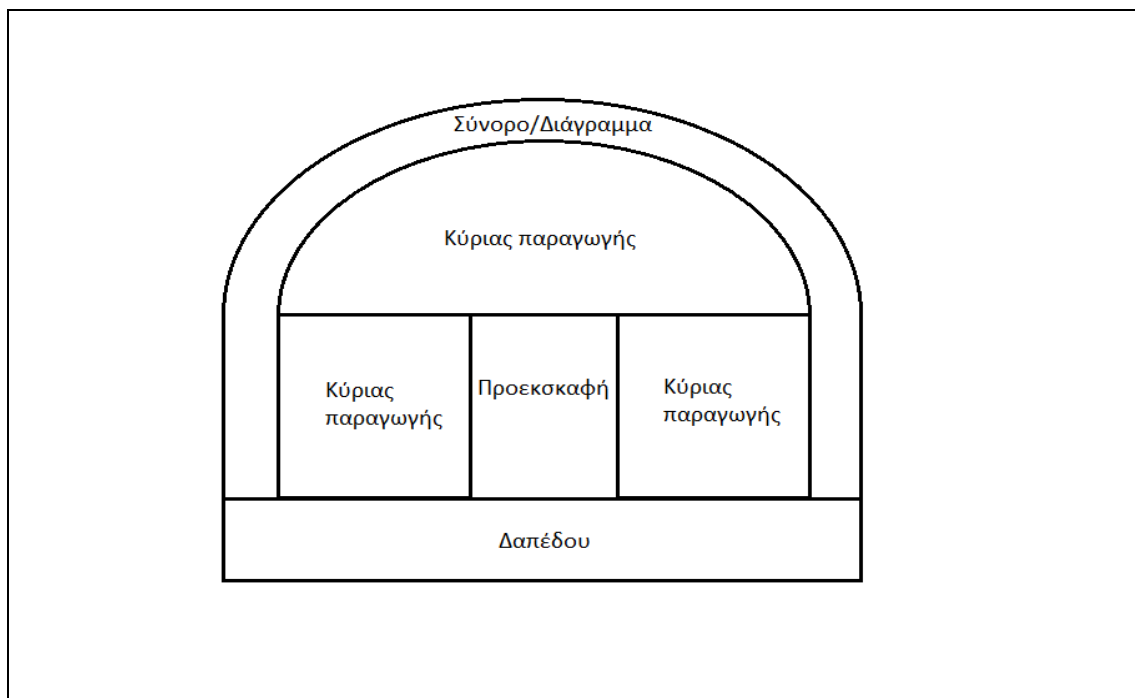 Σύνορο/Διάγραμμα
Κύριας παραγωγής
Κύριας
παραγωγής
Προεκσκαφή
Κύριας
παραγωγής
Δαπέδου